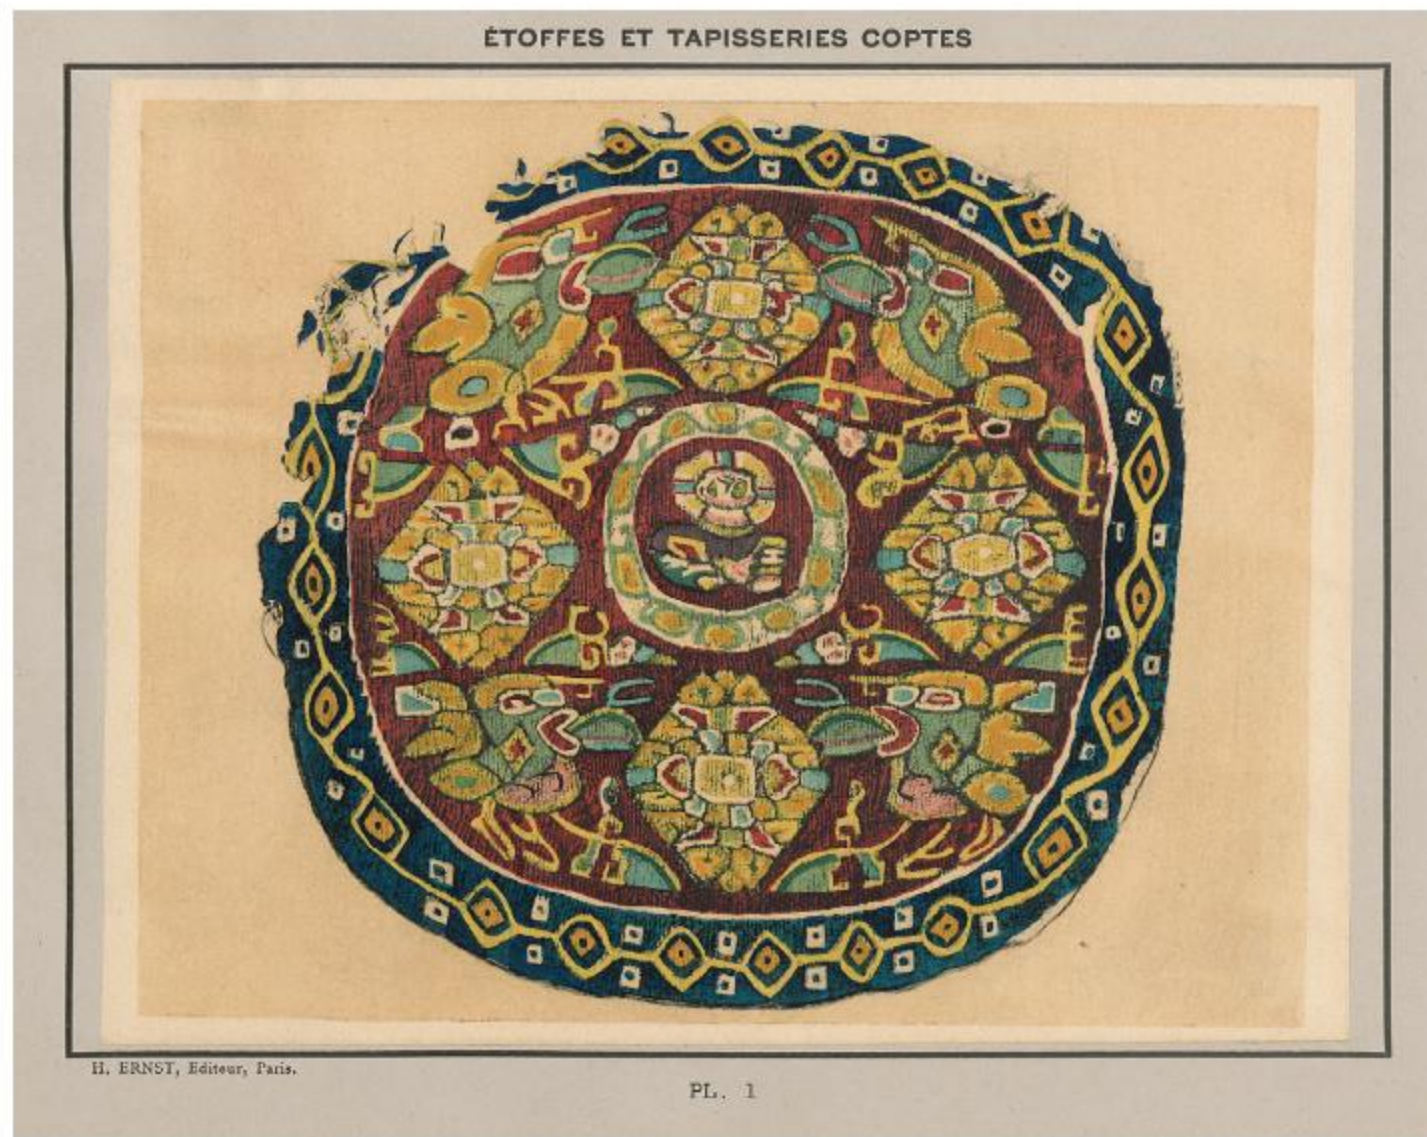 ÉTOFFES ET TAPISSERIES COPTES
H. ERNST, Editeur, Paris.
PL. 1